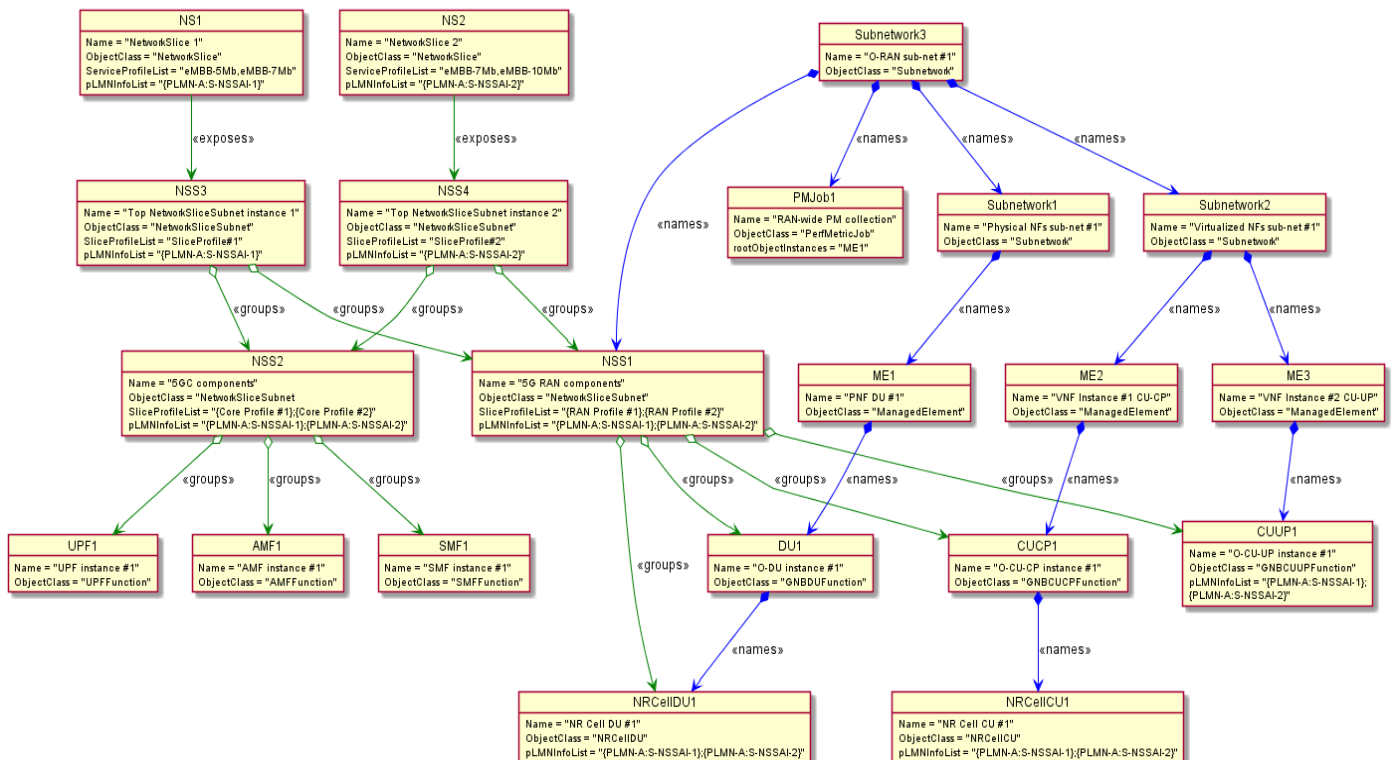 NS1
Name = "NetworkSlice 1"
ObjectClass = "NetworkSlice"
ServiceProfileList = "eMBB-5Mb,eMBB-7Mb"
pLMNInfoList = "{PLMN-A:S-NSSAI-1}"
NS2
Name = "NetworkSlice 2"
ObjectClass = "NetworkSlice"
ServiceProfileList = "eMBB-7Mb,eMBB-10Mb"
pLMNInfoList = "{PLMN-A:S-NSSAI-2}"
Subnetwork3
Name = "O-RAN sub-net #1"
ObjectClass = "Subnetwork"
«exposes»
«exposes»
«names»
«names»
«names»
«names»
NSS3
Name = "Top NetworkSliceSubnet instance 1"
ObjectClass = "NetworkSliceSubnet"
SliceProfileList = "SliceProfile#1"
pLMNInfoList = "{PLMN-A:S-NSSAI-1}"
NSS4
Name = "Top NetworkSliceSubnet instance 2"
ObjectClass = "NetworkSliceSubnet"
SliceProfileList = "SliceProfile#2"
pLMNInfoList = "{PLMN-A:S-NSSAI-2}"
PMJob1
Name = "RAN-wide PM collection"
ObjectClass = "PerfMetricJob"
rootObjectInstances = "ME1"
Subnetwork1
Name = "Physical NFs sub-net #1"
ObjectClass = "Subnetwork"
Subnetwork2
Name = "Virtualized NFs sub-net #1"
ObjectClass = "Subnetwork"
«groups»
«groups»
«groups»
«groups»
«names»
«names»
«names»
NSS2
Name = "5GC components"
ObjectClass = "NetworkSliceSubnet
SliceProfileList = "{Core Profile #1};{Core Profile #2}"
pLMNInfoList = "{PLMN-A:S-NSSAI-1};{PLMN-A:S-NSSAI-2}"
NSS1
Name = "5G RAN components"
ObjectClass = "NetworkSliceSubnet"
SliceProfileList = "{RAN Profile #1};{RAN Profile #2}"
pLMNInfoList = "{PLMN-A:S-NSSAI-1};{PLMN-A:S-NSSAI-2}"
ME1
Name = "PNF DU #1"
ObjectClass = "ManagedElement"
ME2
Name = "VNF Instance #1 CU-CP"
ObjectClass = "ManagedElement"
ME3
Name = "VNF Instance #2 CU-UP"
ObjectClass = "ManagedElement"
«groups»
«groups»
«groups»
«groups»
«groups»
«names»
«groups»
«names»
«names»
«groups»
UPF1
Name = "UPF instance #1"
ObjectClass = "UPFFunction"
AMF1
Name = "AMF instance #1"
ObjectClass = "AMFFunction"
SMF1
Name = "SMF instance #1"
ObjectClass = "SMFFunction"
DU1
Name = "O-DU instance #1"
ObjectClass = "GNBDUFunction"
CUCP1
Name = "O-CU-CP instance #1"
ObjectClass = "GNBCUCPFunction"
CUUP1
Name = "O-CU-UP instance #1"
ObjectClass = "GNBCUUPFunction"
pLMNInfoList = "{PLMN-A:S-NSSAI-1};
{PLMN-A:S-NSSAI-2}"
«names»
«names»
NRCellDU1
Name = "NR Cell DU #1"
ObjectClass = "NRCellDU"
pLMNInfoList = "{PLMN-A:S-NSSAI-1};{PLMN-A:S-NSSAI-2}"
NRCellCU1
Name = "NR Cell CU #1"
ObjectClass = "NRCellCU"
pLMNInfoList = "{PLMN-A:S-NSSAI-1};{PLMN-A:S-NSSAI-2}"